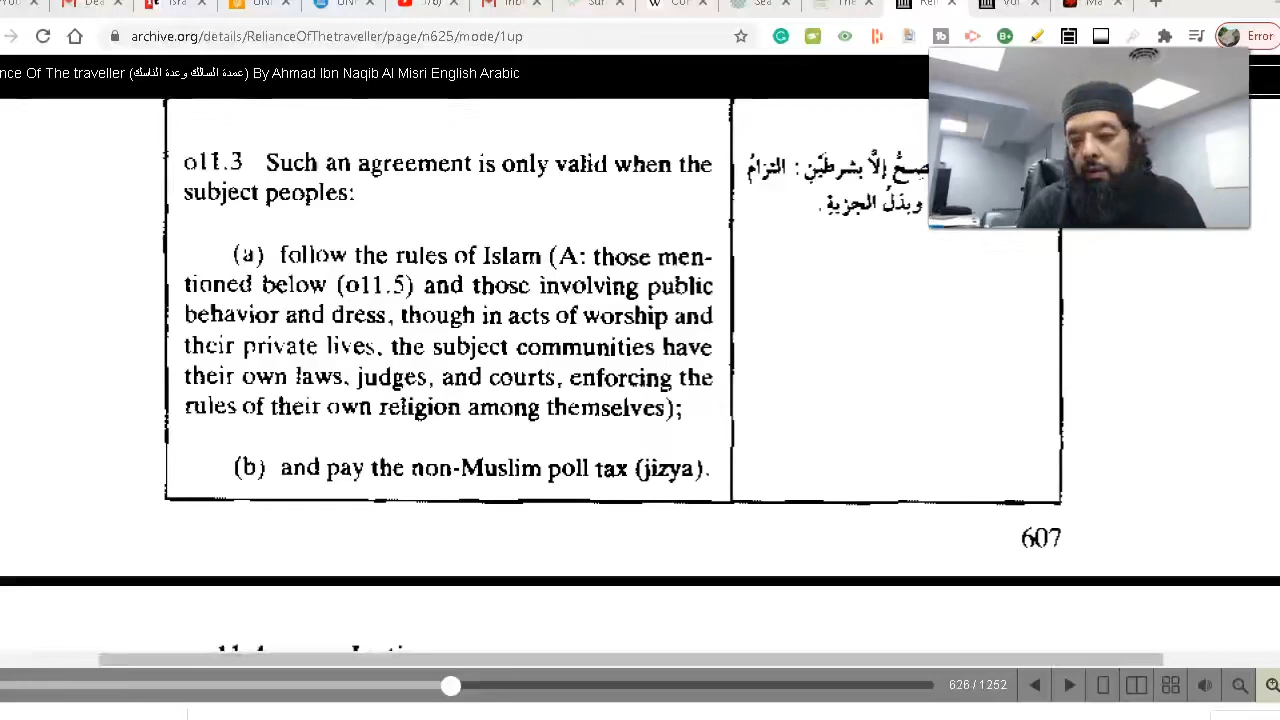 archive.org/details/RelianceOfThetraveller/page/n625/mode/1up
Error
nce Of The traveller (عمدة السالك وعدة الناسك) By Ahmad Ibn Naqib Al Misri English Arabic
o11.3 Such an agreement is only valid when the
subject peoples:
(a) follow the rules of Islam (A: those men-
tioned below (o11.5) and those involving public
behavior and dress, though in acts of worship and
their private lives, the subject communities have
their own laws, judges, and courts, enforcing the
rules of their own religion among themselves);
(b) and pay the non-Muslim poll tax (jizya).
إلَّا بشرطَيْنِ : التزامُ
وبذلُ الجزيةِ .
607
626 / 1252